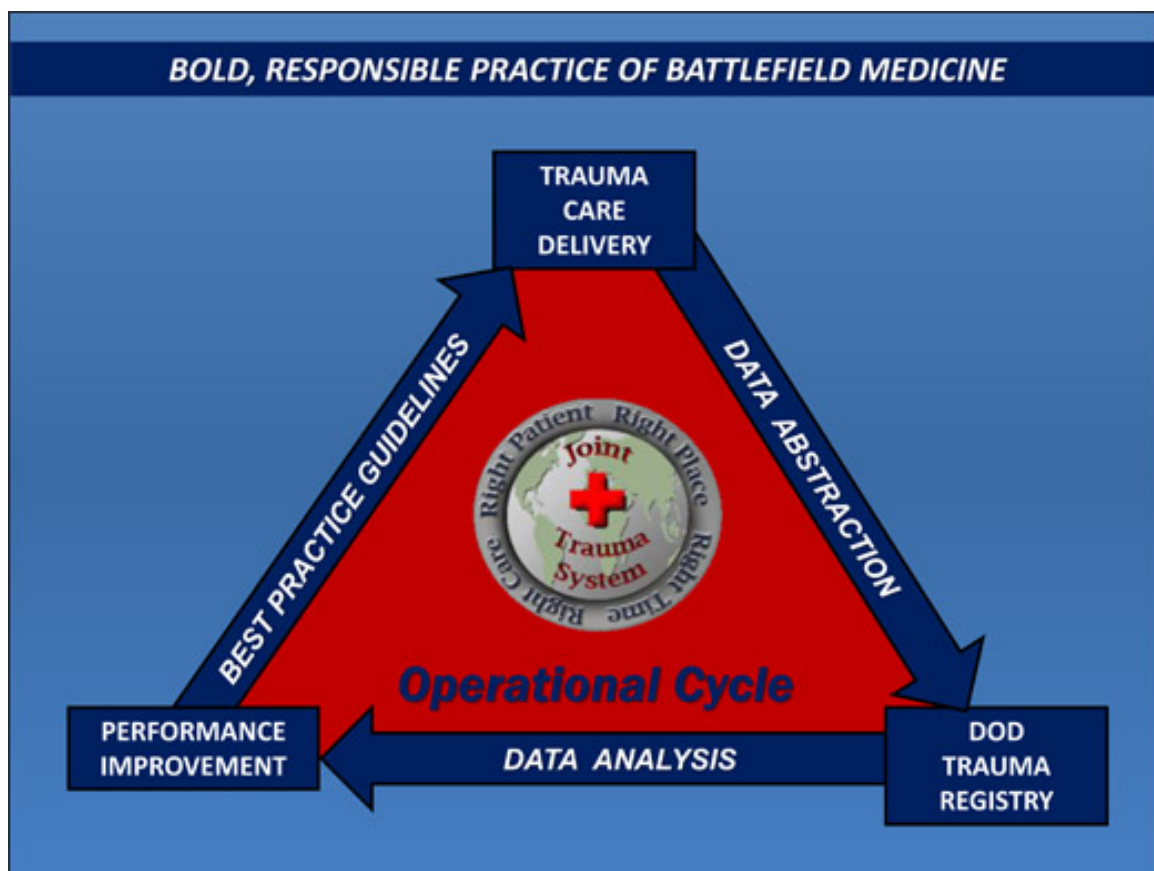 BOLD, RESPONSIBLE PRACTICE OF BATTLEFIELD MEDICINE
TRAUMA
CARE
DELIVERY
BEST PRACTICE GUIDELINES
DATA ABSTRACTION
Right Patient Right Place Right Time Right Care
Joint
Trauma
System
Operational Cycle
PERFORMANCE
IMPROVEMENT
DATA ANALYSIS
DOD
TRAUMA
REGISTRY